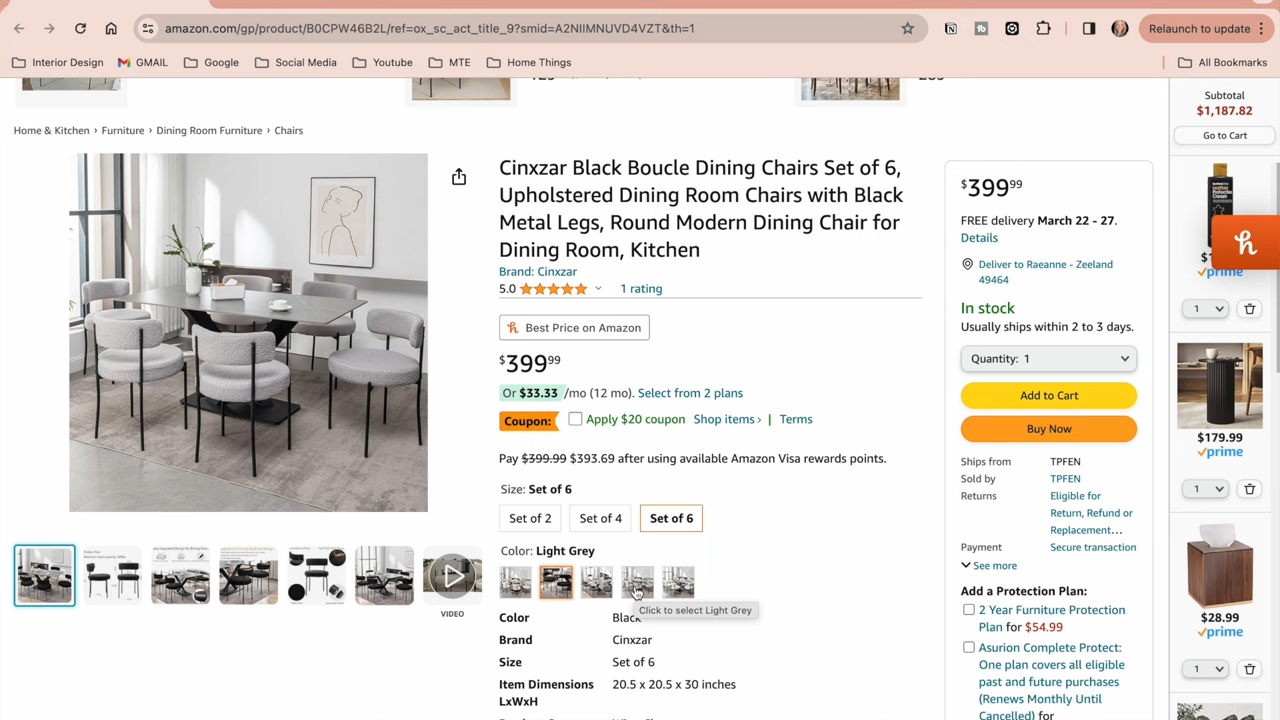 amazon.com/gp/product/B0CPW46B2L/ref=ox_sc_act_title_9?smid=A2NIIMNUVD4VZT&th=1
Relaunch to update
Interior Design
GMAIL
Google
Social Media
Youtube
MTE
Home Things
All Bookmarks
Subtotal
$1,187.82
Go to Cart
Home & Kitchen › Furniture › Dining Room Furniture › Chairs
Cinxzar Black Boucle Dining Chairs Set of 6,
Upholstered Dining Room Chairs with Black
Metal Legs, Round Modern Dining Chair for
Dining Room, Kitchen
Brand: Cinxzar
5.0
1 rating
Best Price on Amazon
$399 99
Or $33.33 /mo (12 mo). Select from 2 plans
Coupon: Apply $20 coupon Shop items › | Terms
Pay $399.99 $393.69 after using available Amazon Visa rewards points.
Size: Set of 6
Set of 2
Set of 4
Set of 6
Color: Light Grey
Click to select Light Grey
VIDEO
Color Black
Brand Cinxzar
Size Set of 6
Item Dimensions 20.5 x 20.5 x 30 inches
LxWxH
$399 99
FREE delivery March 22 - 27.
Details
Deliver to Raeanne - Zeeland
49464
In stock
Usually ships within 2 to 3 days.
Quantity: 1
Add to Cart
Buy Now
Ships from TPFEN
Sold by TPFEN
Returns Eligible for
Return, Refund or
Replacement…
Payment Secure transaction
See more
Add a Protection Plan:
2 Year Furniture Protection
Plan for $54.99
Asurion Complete Protect:
One plan covers all eligible
past and future purchases
(Renews Monthly Until
Cancelled) for
prime
1
$179.99
prime
1
$28.99
prime
1